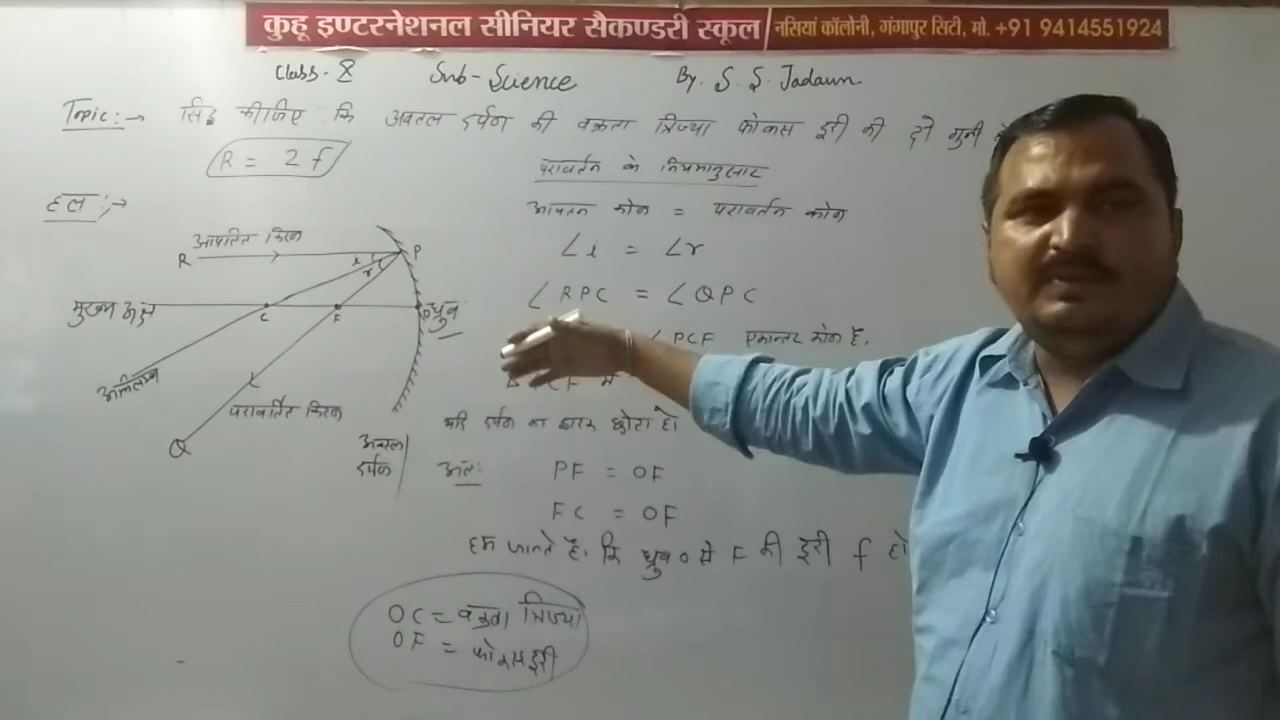 कुहू इण्टरनेशनल सीनियर सैकण्डरी स्कूल नसियां कॉलोनी, गंगापुर सिटी, मो. +91 9414551924
Class - 8 Sub- Science By. S. S. Jadaun
Topic:→ सिद्ध कीजिए कि अवतल दर्पण की वक्रता त्रिज्या फोकस दूरी की दो गुनी
R = 2f
हल :→
परावर्तन के नियमानुसार
आपतन कोण = परावर्तन कोण
∠i = ∠r
∠RPC = ∠QPC
∠PCF एकान्तर कोण है.
में
यदि दर्पण का द्वारक छोटा हो
अतः PF = OF
FC = OF
हम जानते है. कि ध्रुव O से F की दूरी f हो
OC = वक्रता त्रिज्या
OF = फोकस दूरी
आपतित किरण
R
P
i
r
मुख्य अक्ष
C
F
O
ध्रुव
अभिलम्ब
परावर्तित किरण
Q
अवतल
दर्पण